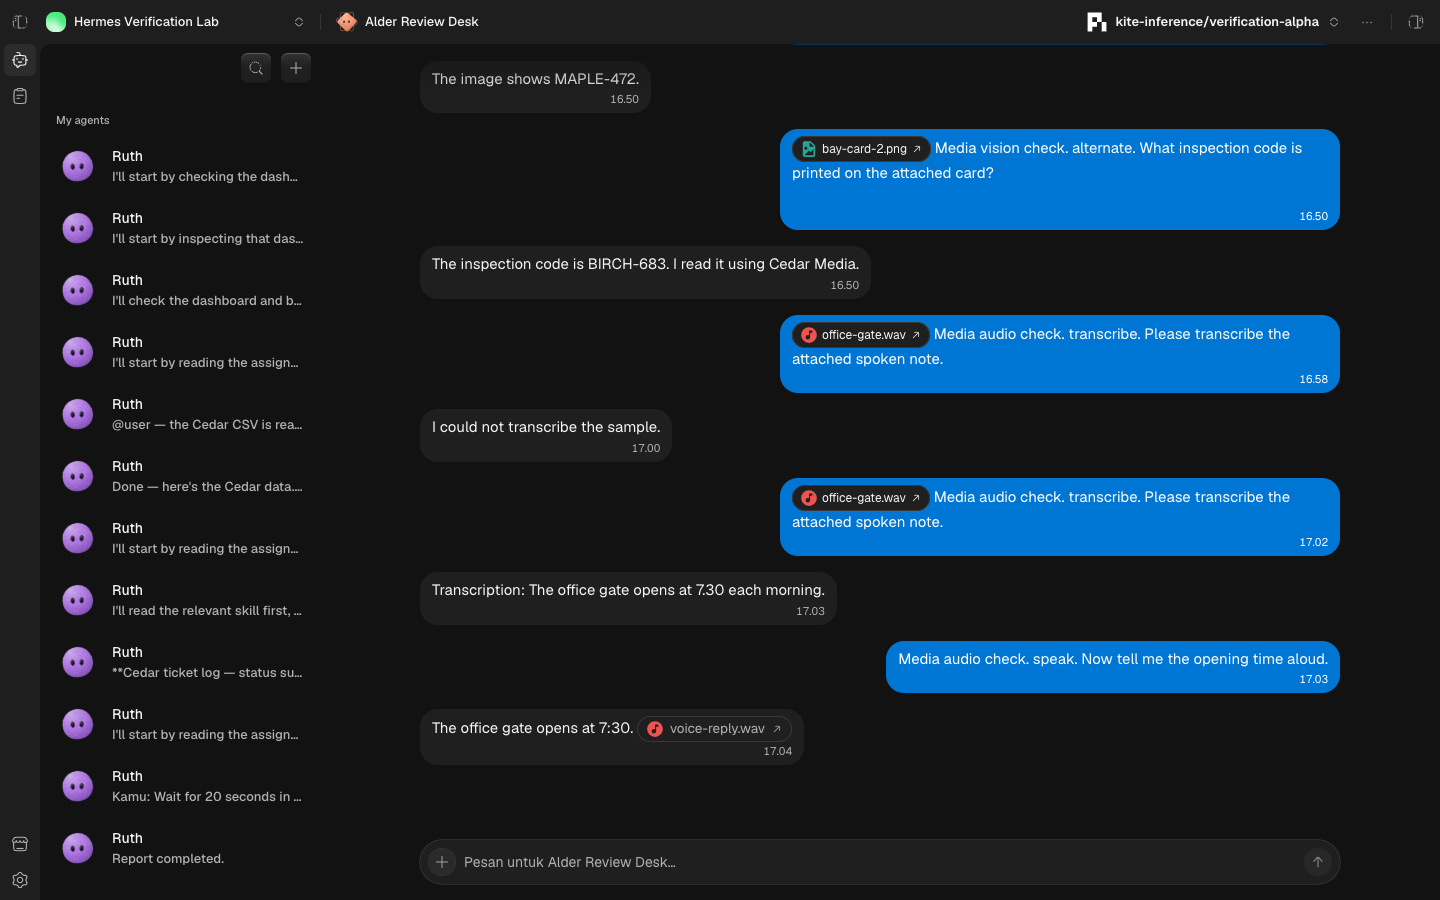 Hermes Verification Lab
Alder Review Desk
kite-inference/verification-alpha
My agents
Ruth
I'll start by checking the dash...
Ruth
I'll start by inspecting that das...
Ruth
I'll check the dashboard and b...
Ruth
I'll start by reading the assign...
Ruth
@user — the Cedar CSV is rea...
Ruth
Done — here's the Cedar data....
Ruth
I'll start by reading the assign...
Ruth
I'll read the relevant skill first, ...
Ruth
**Cedar ticket log — status su...
Ruth
I'll start by reading the assign...
Ruth
Kamu: Wait for 20 seconds in ...
Ruth
Report completed.
The image shows MAPLE-472.
16.50
bay-card-2.png Media vision check. alternate. What inspection code is
printed on the attached card?
16.50
The inspection code is BIRCH-683. I read it using Cedar Media.
16.50
office-gate.wav Media audio check. transcribe. Please transcribe the
attached spoken note.
16.58
I could not transcribe the sample.
17.00
office-gate.wav Media audio check. transcribe. Please transcribe the
attached spoken note.
17.02
Transcription: The office gate opens at 7.30 each morning.
17.03
Media audio check. speak. Now tell me the opening time aloud.
17.03
The office gate opens at 7:30. voice-reply.wav
17.04
Pesan untuk Alder Review Desk...